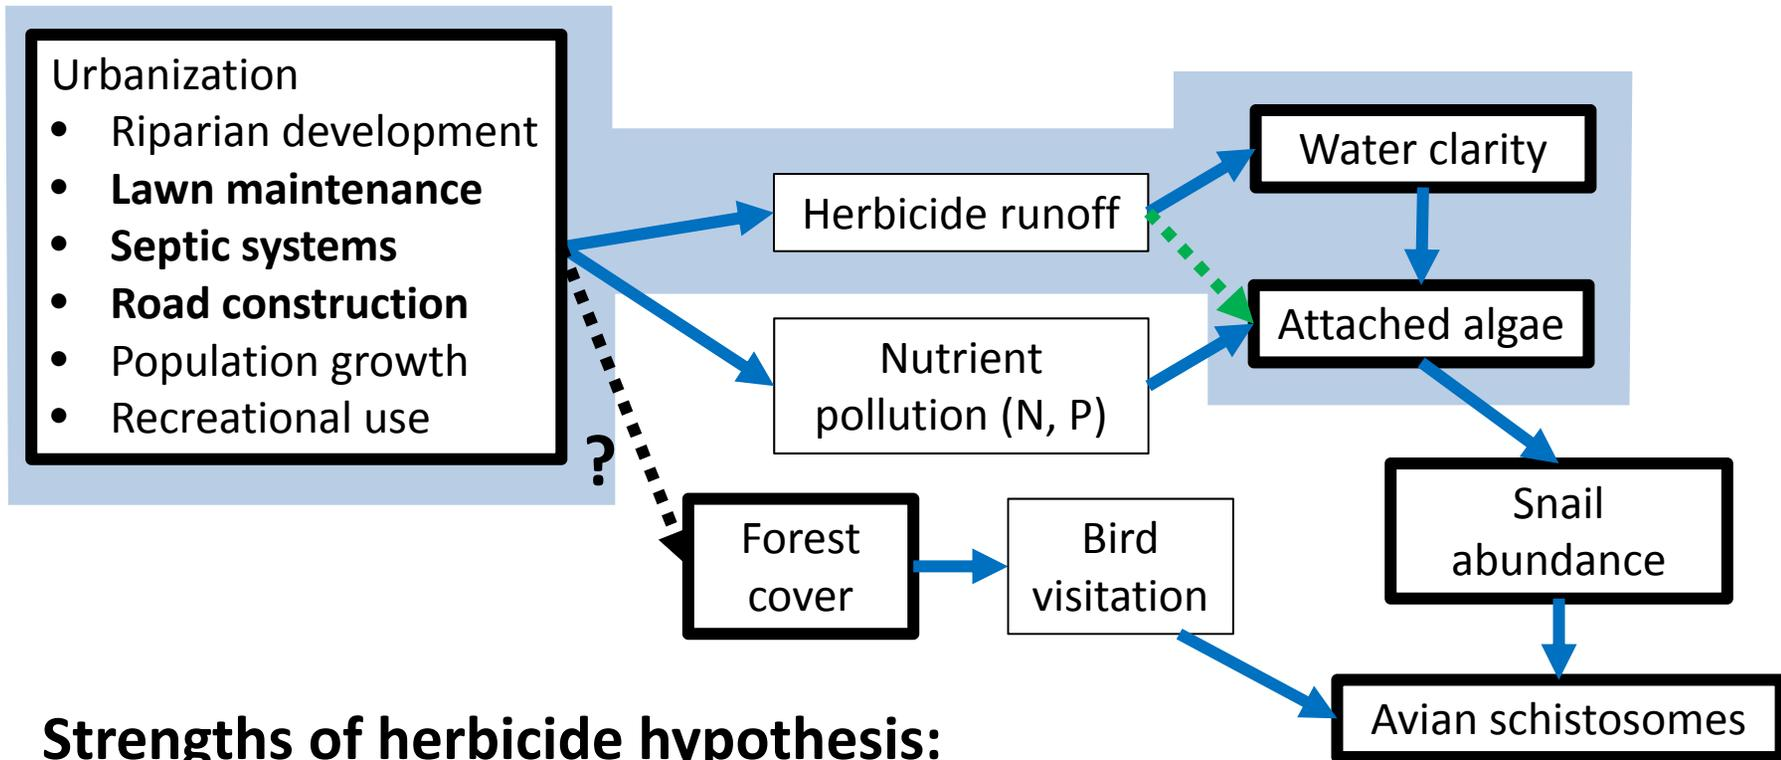 Urbanization
• Riparian development
• Lawn maintenance
• Septic systems
• Road construction
• Population growth
• Recreational use
?
Herbicide runoff
Nutrient
pollution (N, P)
Water clarity
Attached algae
Forest
cover
Bird
visitation
Snail
abundance
Avian schistosomes
Strengths of herbicide hypothesis: